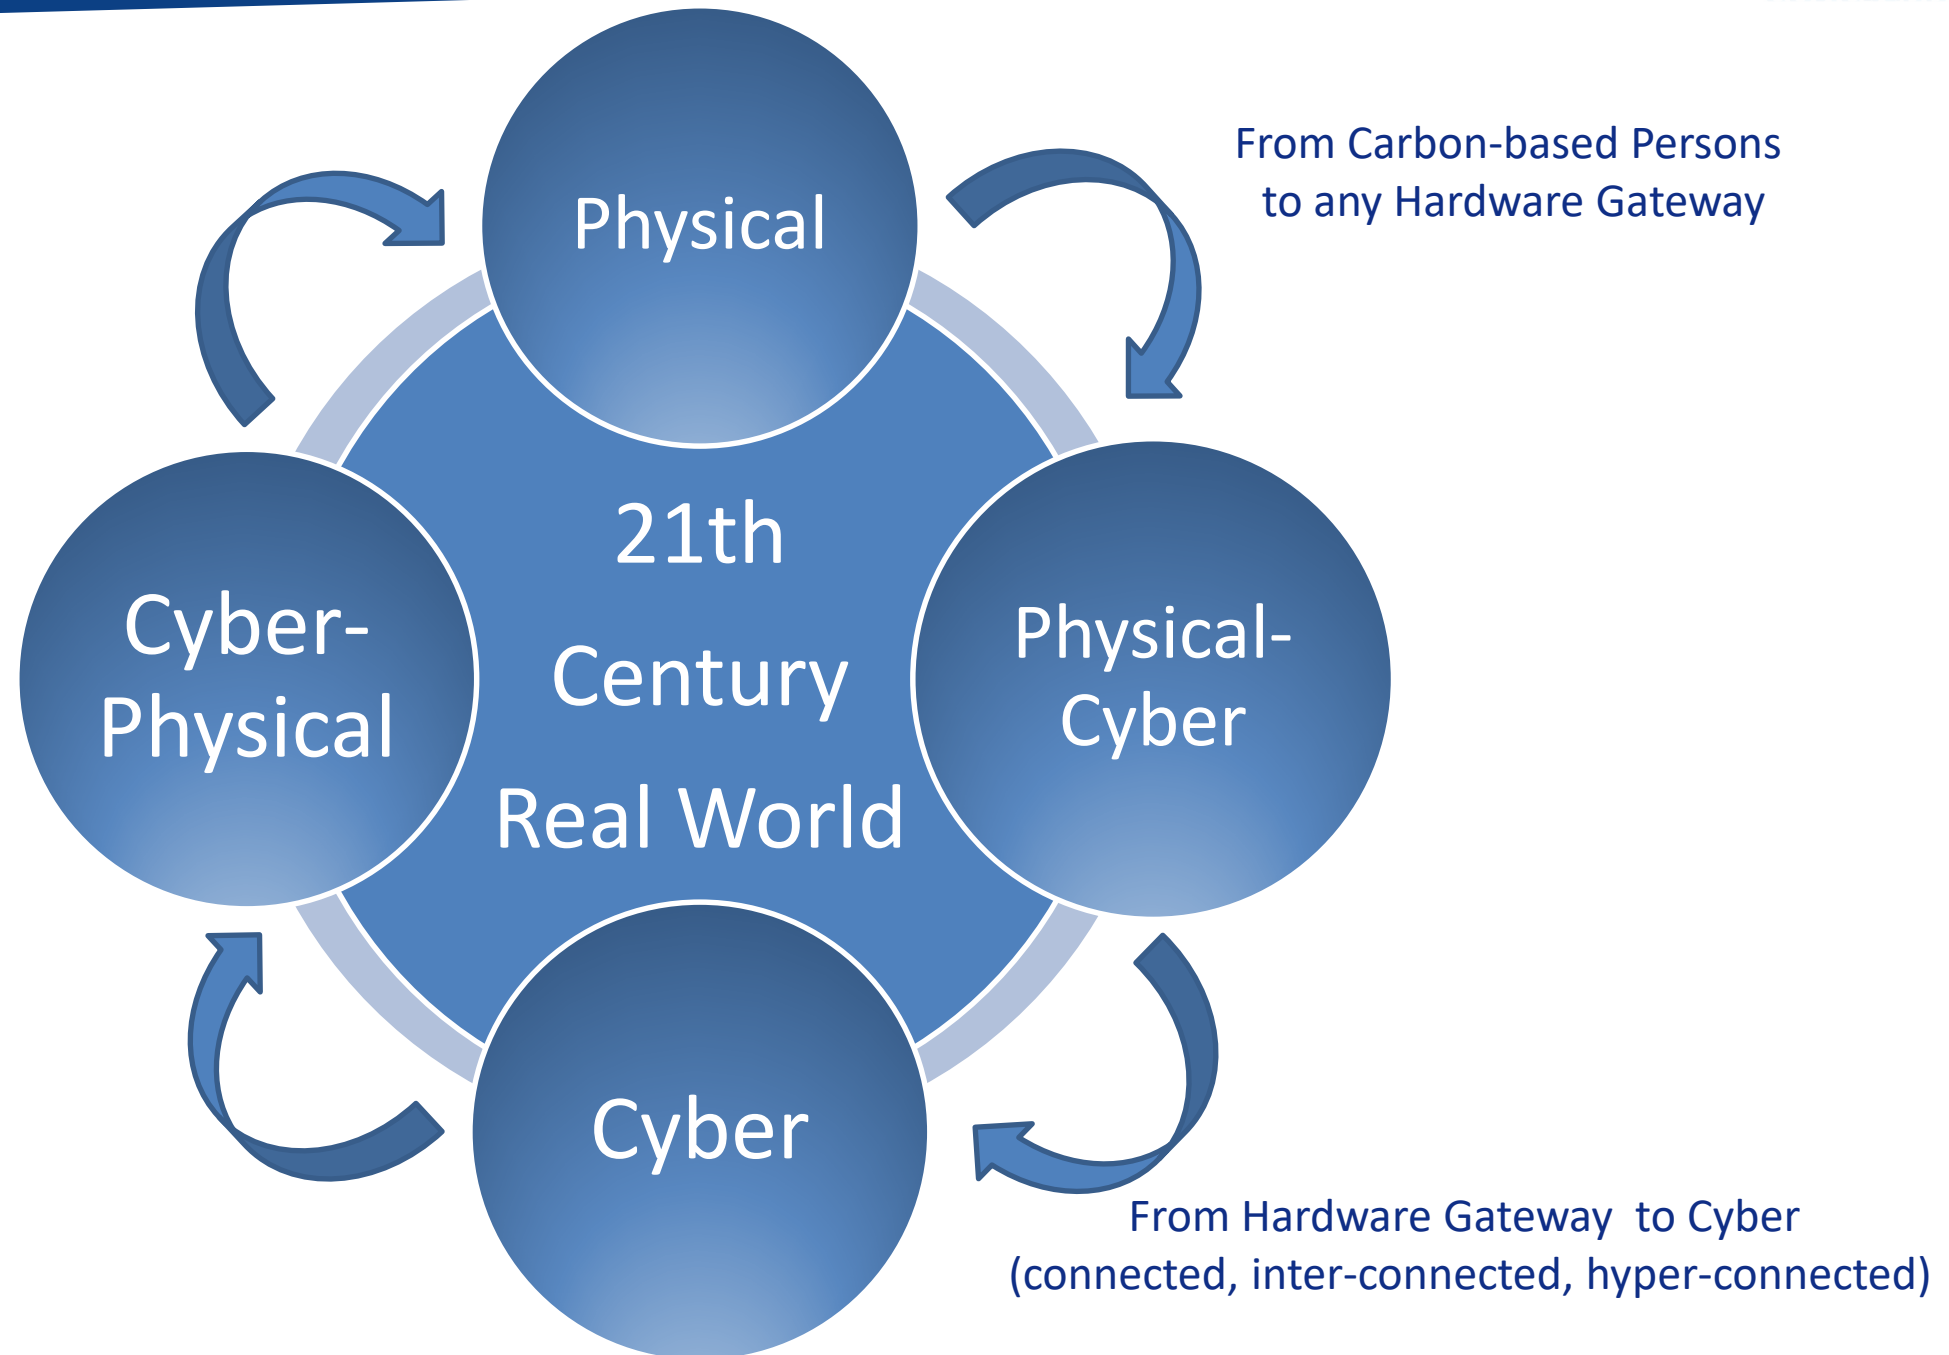 Physical
From Carbon-based Persons
to any Hardware Gateway
21th
Century
Real World
Cyber-
Physical
Physical-
Cyber
Cyber
From Hardware Gateway  to Cyber
(connected, inter-connected, hyper-connected)